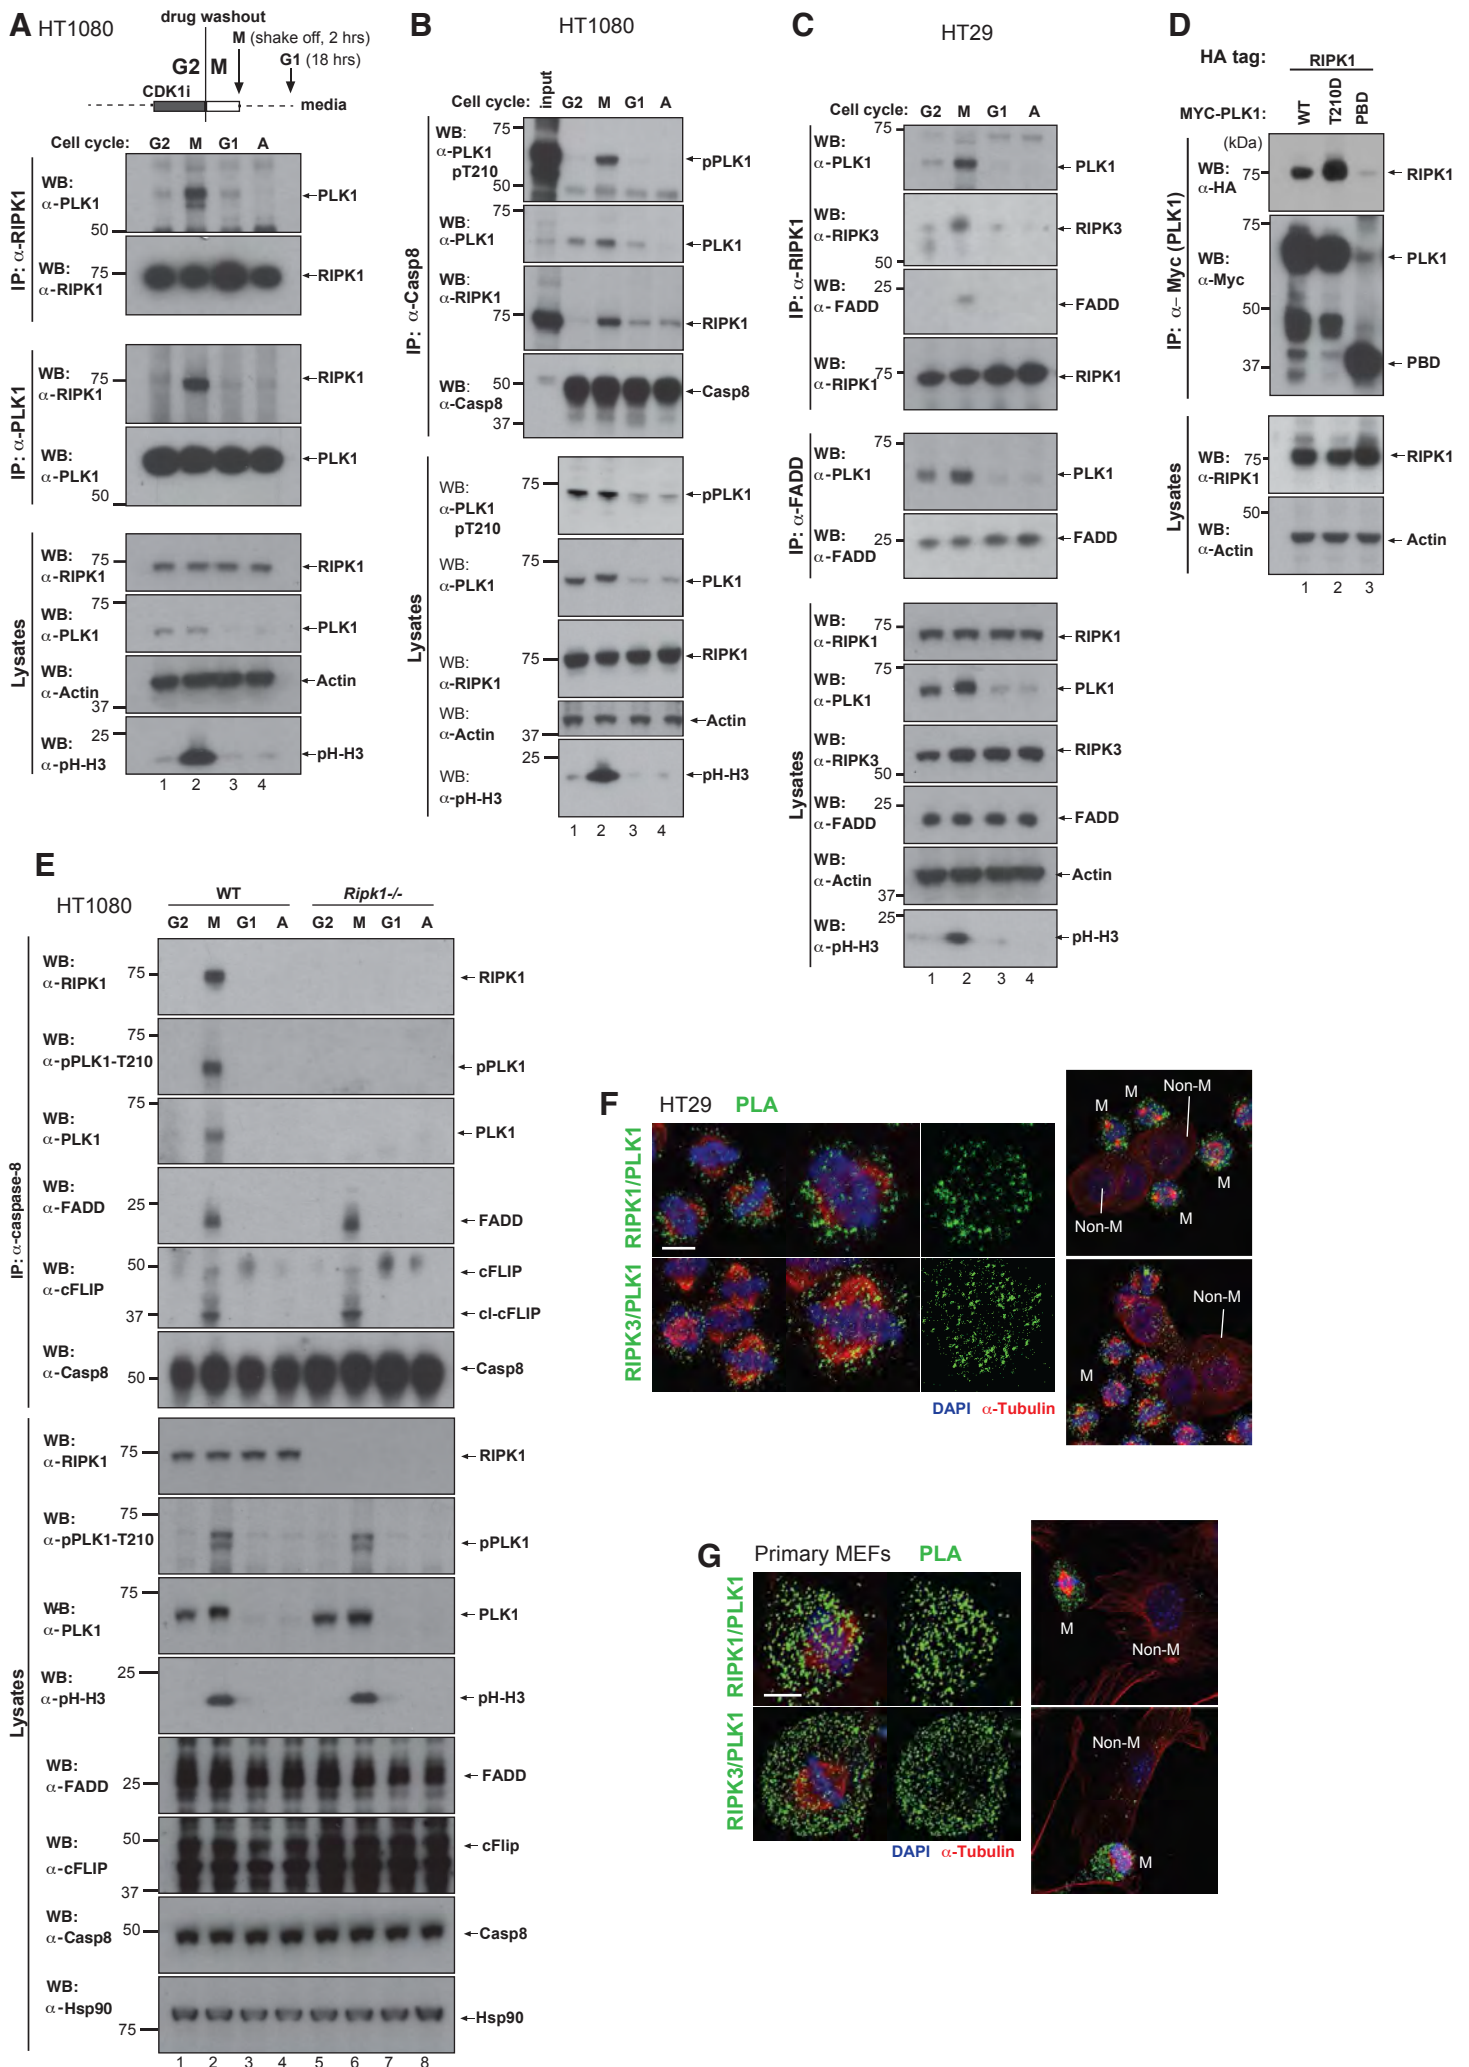 A HT1080
drug washout
M (shake off, 2 hrs)
G1 (18 hrs)
G2 M
CDK1i
media
Cell cycle: G2 M G1 A
IP: α-RIPK1
WB: α-PLK1
PLK1
50
WB: α-RIPK1
75
RIPK1
IP: α-PLK1
WB: α-RIPK1
75
RIPK1
WB: α-PLK1
PLK1
50
Lysates
WB: α-RIPK1
75
RIPK1
75
WB: α-PLK1
PLK1
WB: α-Actin
Actin
37
25
WB: α-pH-H3
pH-H3
1 2 3 4
B HT1080
Cell cycle: input G2 M G1 A
IP: α-Casp8
WB: α-PLK1 pT210
75
pPLK1
50
75
WB: α-PLK1
PLK1
WB: α-RIPK1
75
RIPK1
WB: α-Casp8
50
Casp8
37
Lysates
WB: α-PLK1 pT210
75
pPLK1
75
WB: α-PLK1
PLK1
WB: α-RIPK1
75
RIPK1
WB: α-Actin
Actin
37
25
WB: α-pH-H3
pH-H3
1 2 3 4
C HT29
Cell cycle: G2 M G1 A
IP: α-RIPK1
75
WB: α-PLK1
PLK1
WB: α-RIPK3
RIPK3
50
WB: α-FADD
25
FADD
WB: α-RIPK1
75
RIPK1
IP: α-FADD
75
WB: α-PLK1
PLK1
WB: α-FADD
25
FADD
Lysates
WB: α-RIPK1
75
RIPK1
75
WB: α-PLK1
PLK1
WB: α-RIPK3
RIPK3
50
WB: α-FADD
25
FADD
WB: α-Actin
Actin
37
25
WB: α-pH-H3
pH-H3
1 2 3 4
D
HA tag: RIPK1
MYC-PLK1: WT T210D PBD
(kDa)
IP: α-Myc (PLK1)
WB: α-HA
75
RIPK1
75
WB: α-Myc
PLK1
50
37
PBD
Lysates
WB: α-RIPK1
75
RIPK1
50
WB: α-Actin
Actin
1 2 3
E
HT1080
WT Ripk1-/-
G2 M G1 A G2 M G1 A
IP: α-caspase-8
WB: α-RIPK1
75
RIPK1
75
WB: α-pPLK1-T210
pPLK1
75
WB: α-PLK1
PLK1
WB: α-FADD
25
FADD
50
WB: α-cFLIP
cFLIP
37
cl-cFLIP
WB: α-Casp8
50
Casp8
Lysates
WB: α-RIPK1
75
RIPK1
75
WB: α-pPLK1-T210
pPLK1
75
WB: α-PLK1
PLK1
25
WB: α-pH-H3
pH-H3
WB: α-FADD
25
FADD
50
WB: α-cFLIP
cFlip
37
WB: α-Casp8
50
Casp8
WB: α-Hsp90
Hsp90
75
1 2 3 4 5 6 7 8
F HT29 PLA
RIPK1/PLK1
RIPK3/PLK1
DAPI α-Tubulin
M M Non-M
M
Non-M M
Non-M
M
G Primary MEFs PLA
RIPK1/PLK1
RIPK3/PLK1
DAPI α-Tubulin
M
Non-M
Non-M
M